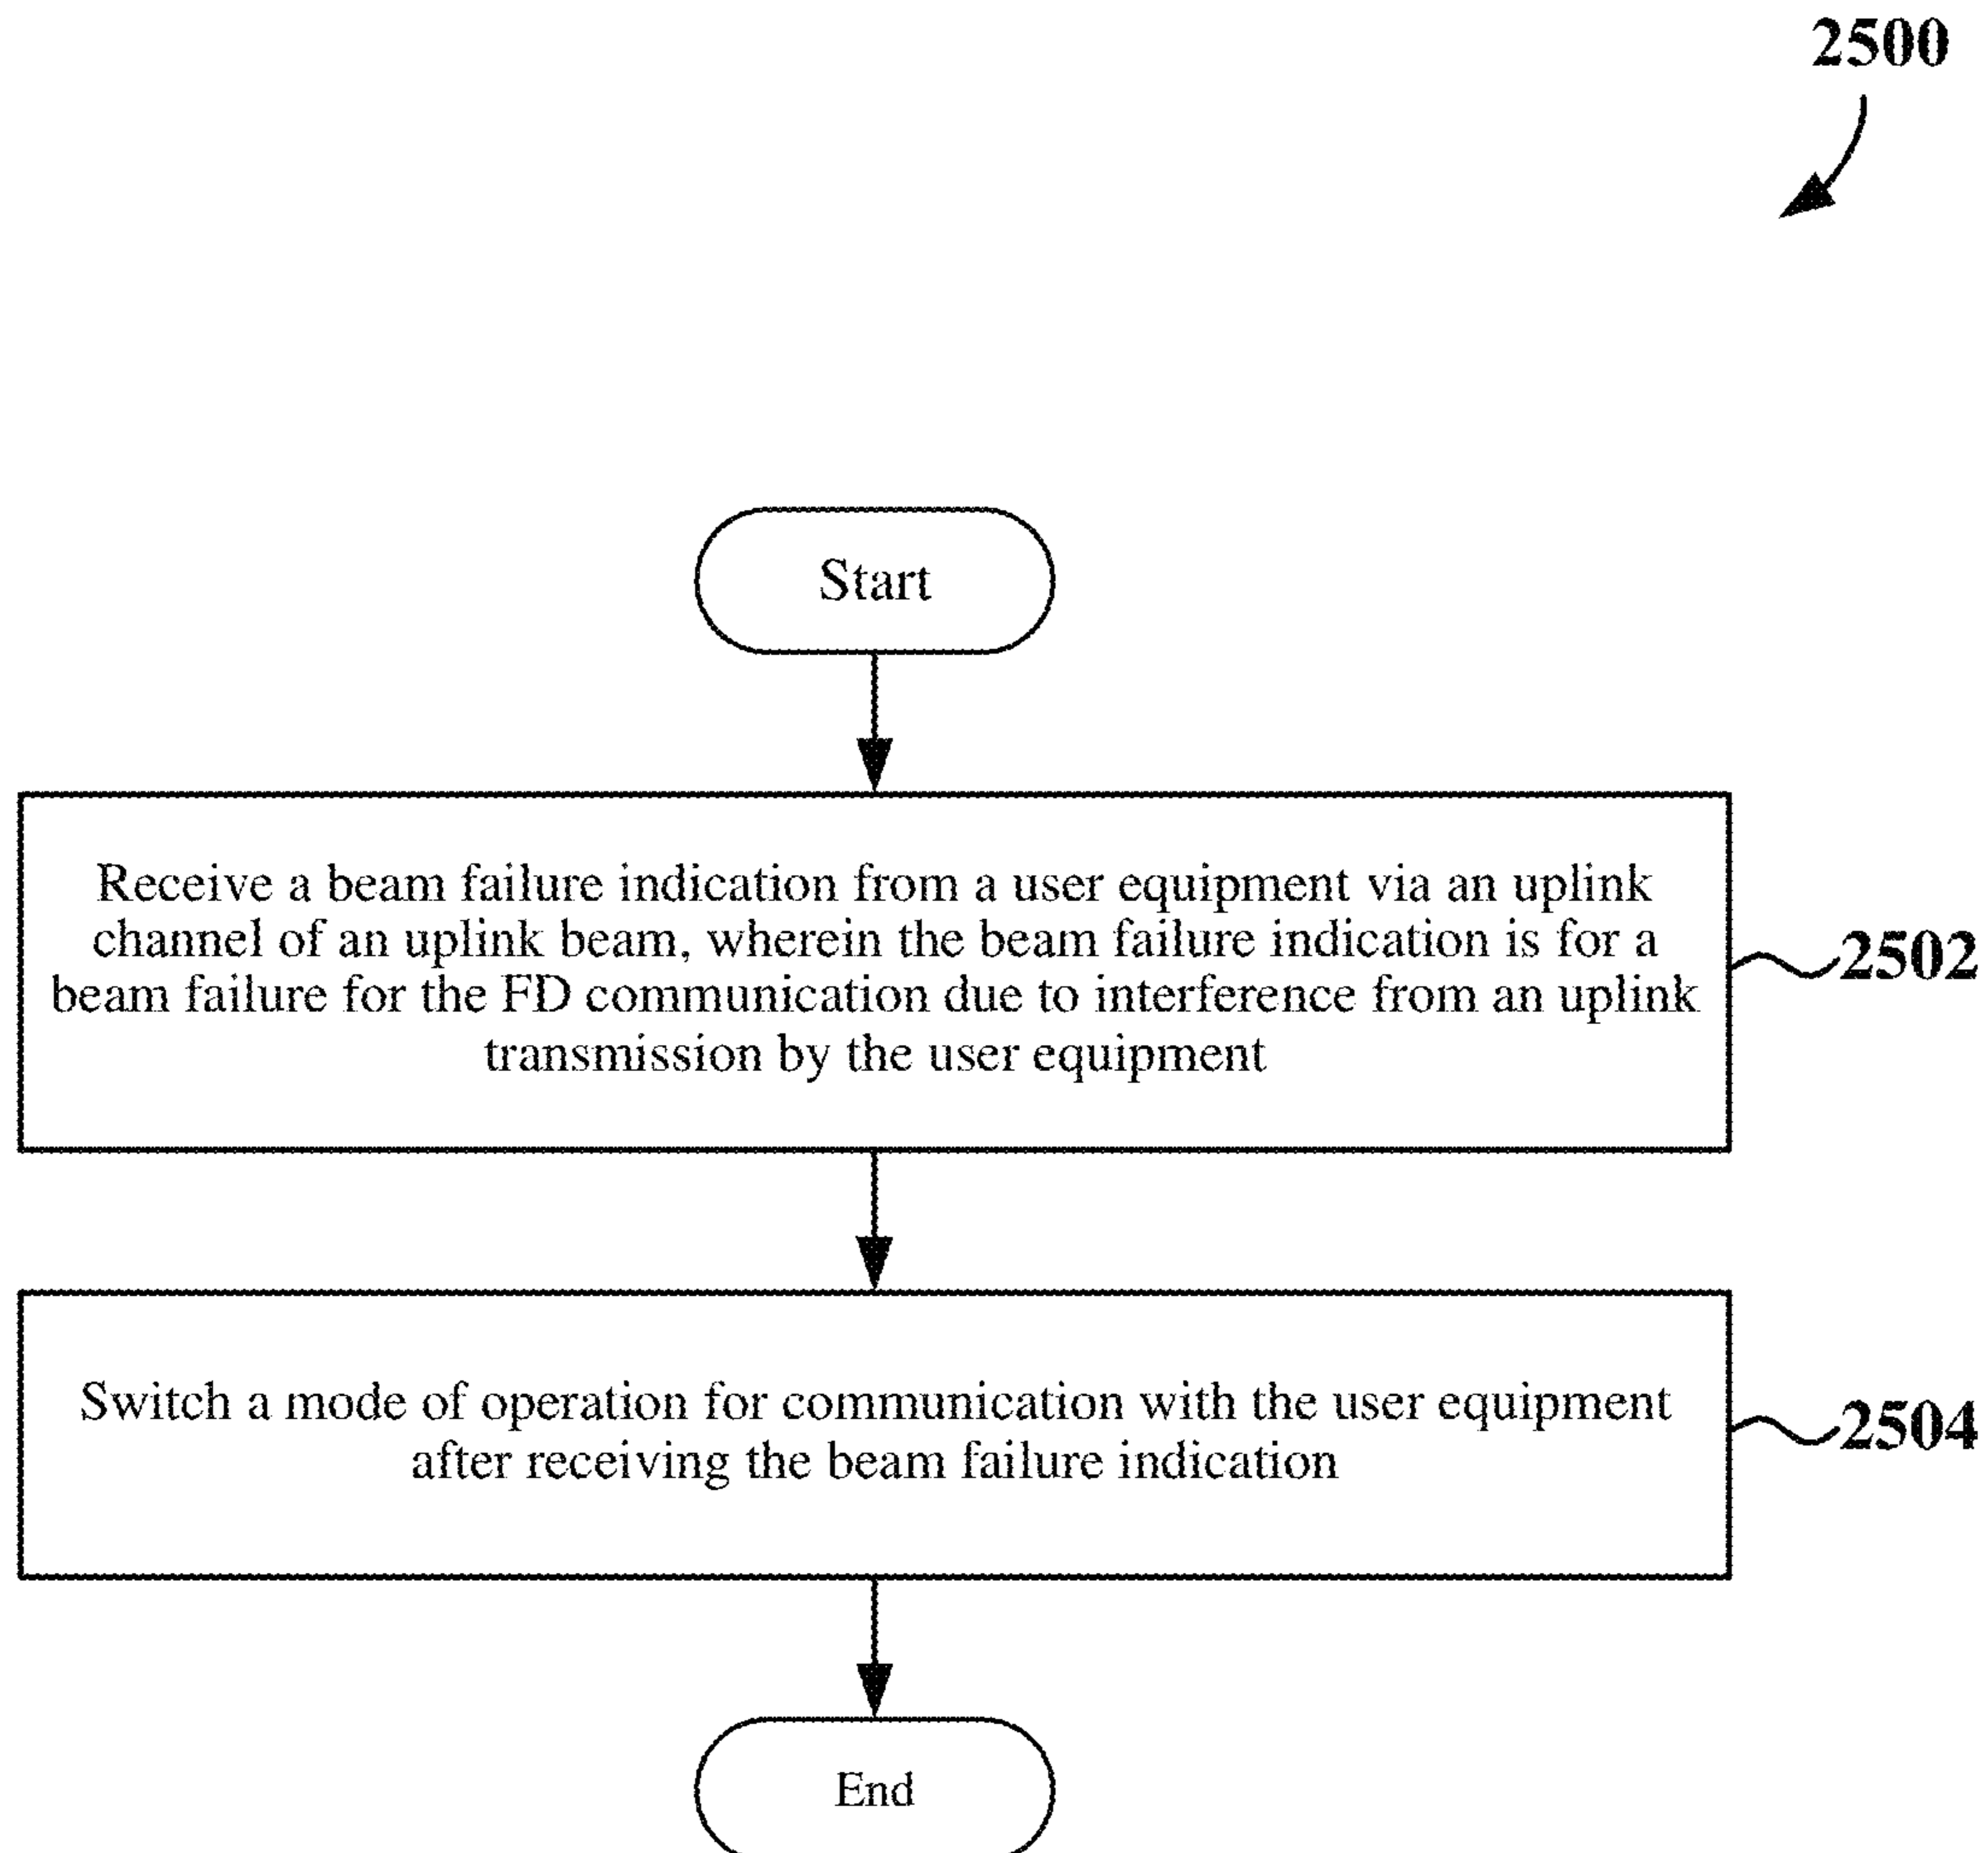 2500
Start
Receive a beam failure indication from a user equipment via an uplink
channel of an uplink beam, wherein the beam failure indication is for a
beam failure for the FD communication due to interference from an uplink
transmission by the user equipment
2502
Switch a mode of operation for communication with the user equipment
after receiving the beam failure indication
2504
End